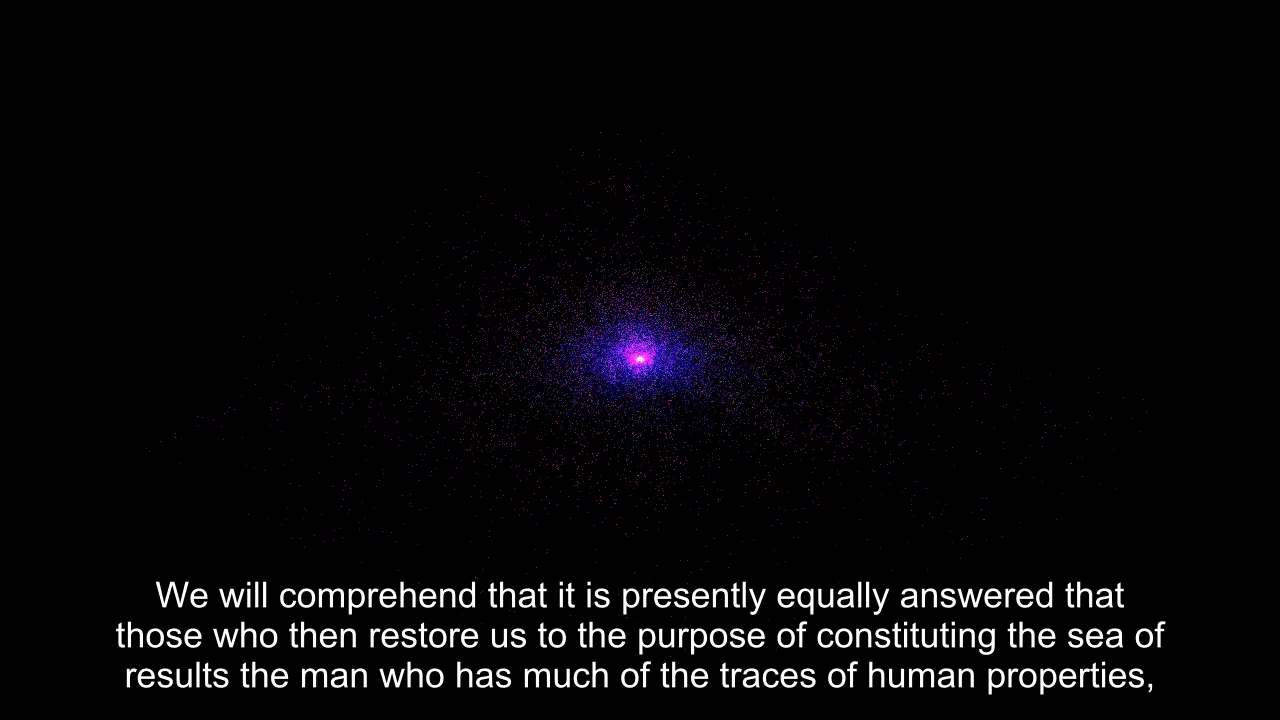 We will comprehend that it is presently equally answered that
those who then restore us to the purpose of constituting the sea of
results the man who has much of the traces of human properties,